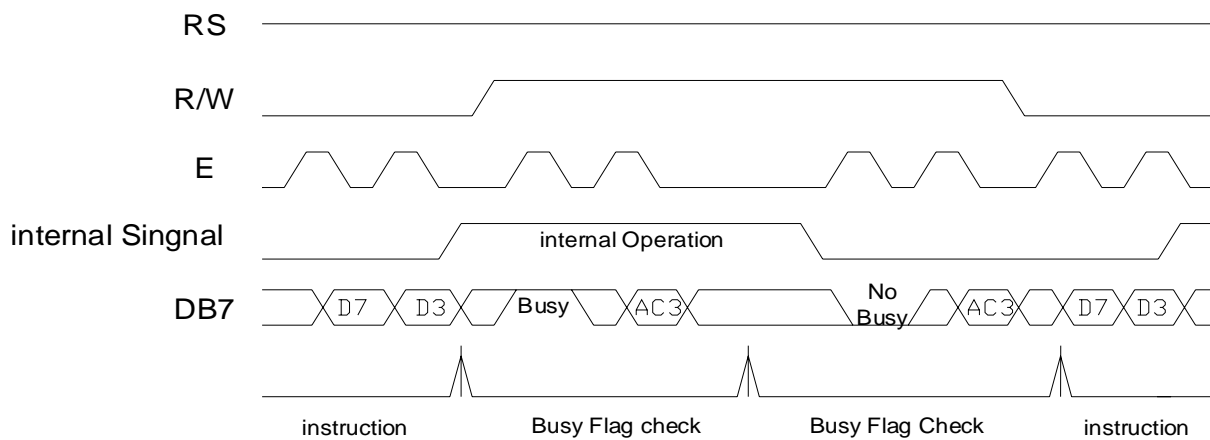 RS
R/W
E
internal Singnal
internal Operation
DB7
D7
D3
Busy
AC3
No
Busy
AC3
D7
D3
instruction
Busy Flag check
Busy Flag Check
instruction